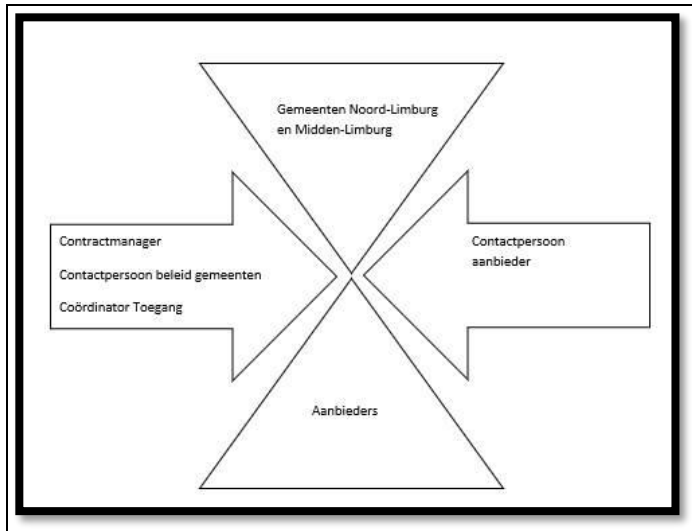 Gemeenten Noord-Limburg
en Midden-Limburg
Contractmanager
Contactpersoon beleid gemeenten
Coördinator Toegang
Contactpersoon
aanbieder
Aanbieders